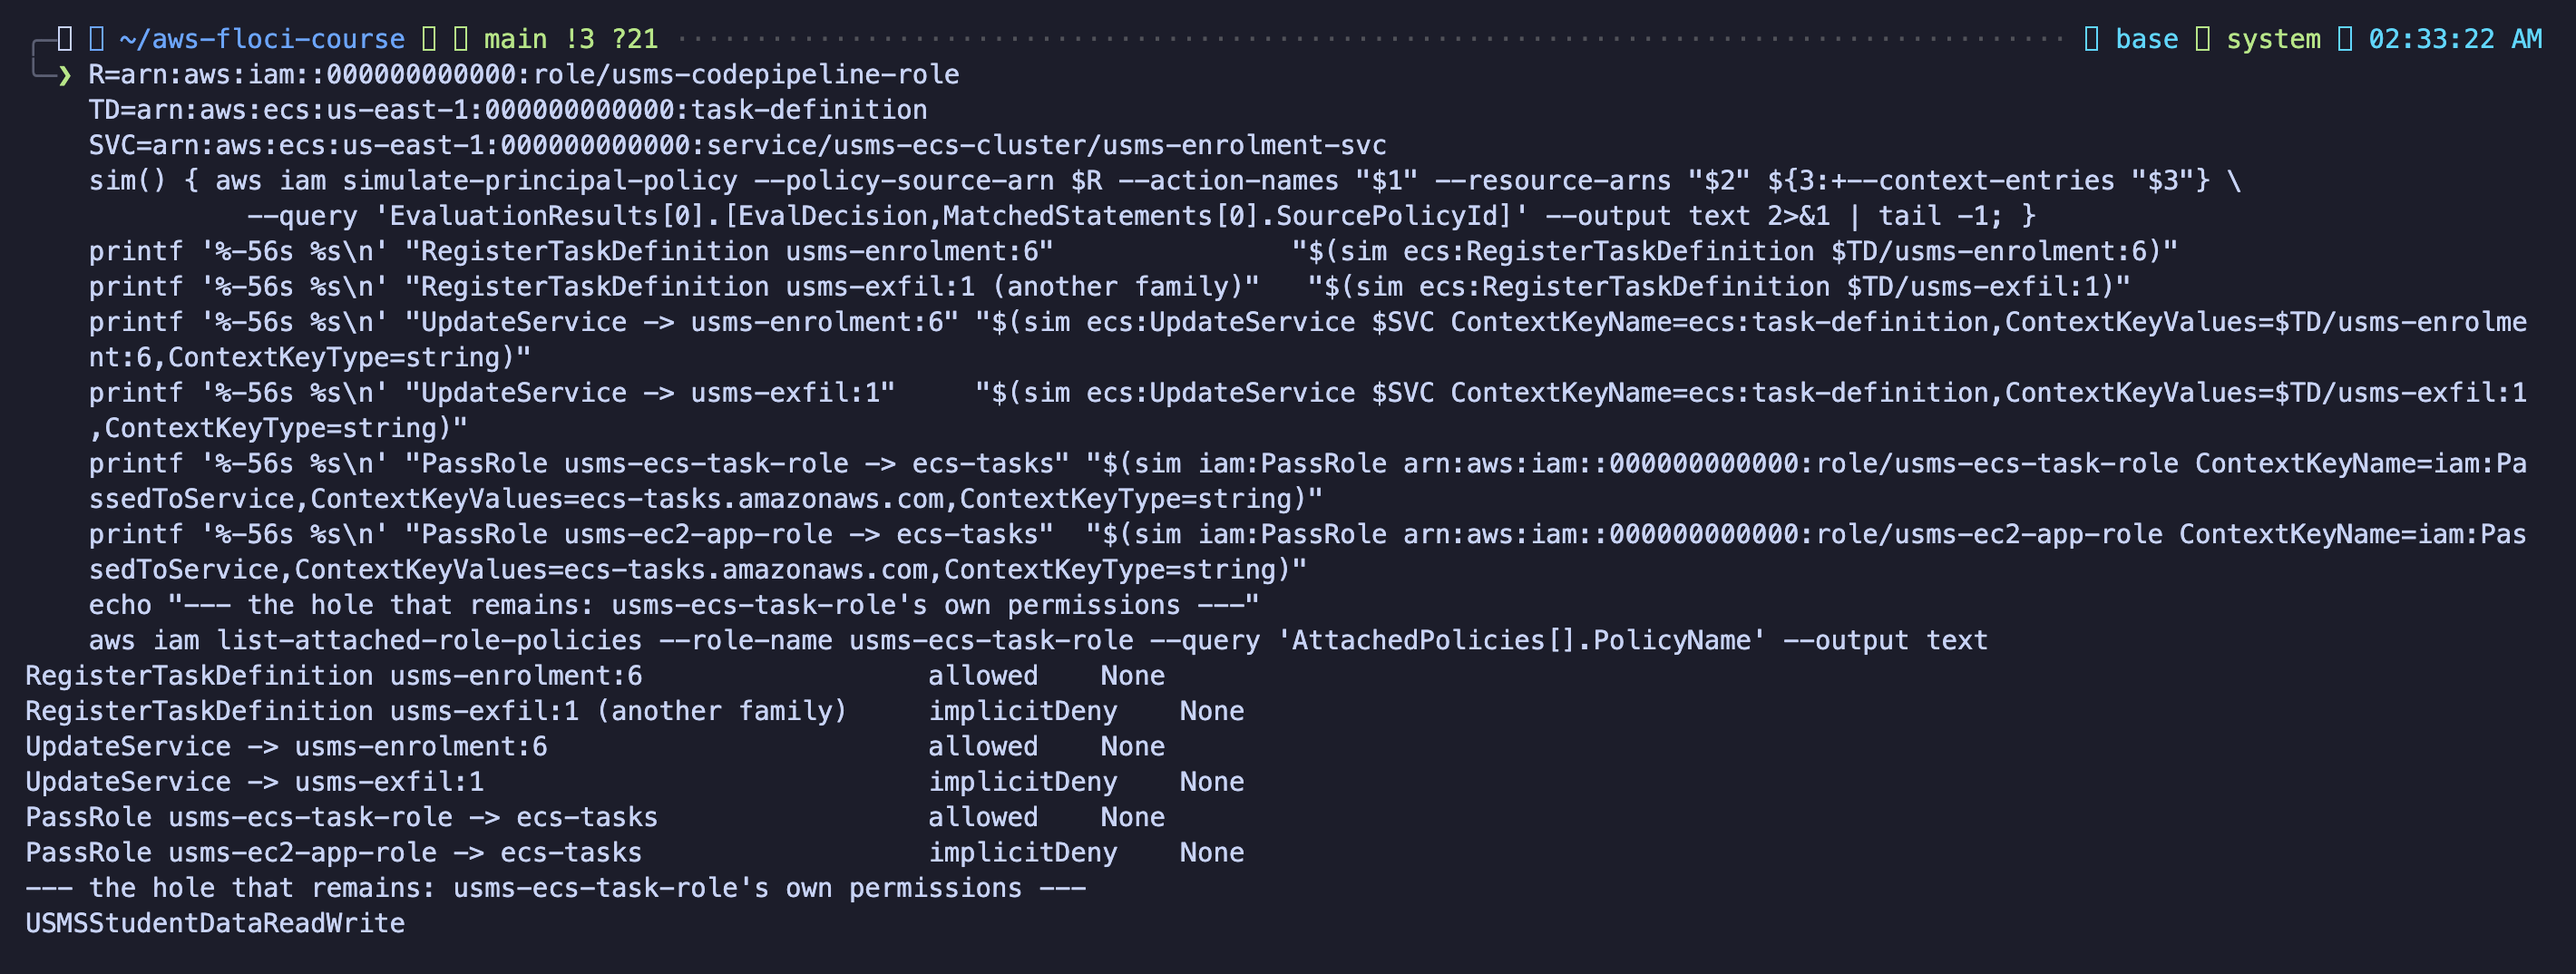 ~/aws-floci-course main !3 ?21 base system 02:33:22 AM
❯ R=arn:aws:iam::000000000000:role/usms-codepipeline-role
TD=arn:aws:ecs:us-east-1:000000000000:task-definition
SVC=arn:aws:ecs:us-east-1:000000000000:service/usms-ecs-cluster/usms-enrolment-svc
sim() { aws iam simulate-principal-policy --policy-source-arn $R --action-names "$1" --resource-arns "$2" ${3:+--context-entries "$3"} \
--query 'EvaluationResults[0].[EvalDecision,MatchedStatements[0].SourcePolicyId]' --output text 2>&1 | tail -1; }
printf '%-56s %s\n' "RegisterTaskDefinition usms-enrolment:6" "$(sim ecs:RegisterTaskDefinition $TD/usms-enrolment:6)"
printf '%-56s %s\n' "RegisterTaskDefinition usms-exfil:1 (another family)" "$(sim ecs:RegisterTaskDefinition $TD/usms-exfil:1)"
printf '%-56s %s\n' "UpdateService -> usms-enrolment:6" "$(sim ecs:UpdateService $SVC ContextKeyName=ecs:task-definition,ContextKeyValues=$TD/usms-enrolme
nt:6,ContextKeyType=string)"
printf '%-56s %s\n' "UpdateService -> usms-exfil:1" "$(sim ecs:UpdateService $SVC ContextKeyName=ecs:task-definition,ContextKeyValues=$TD/usms-exfil:1
,ContextKeyType=string)"
printf '%-56s %s\n' "PassRole usms-ecs-task-role -> ecs-tasks" "$(sim iam:PassRole arn:aws:iam::000000000000:role/usms-ecs-task-role ContextKeyName=iam:Pa
ssedToService,ContextKeyValues=ecs-tasks.amazonaws.com,ContextKeyType=string)"
printf '%-56s %s\n' "PassRole usms-ec2-app-role -> ecs-tasks" "$(sim iam:PassRole arn:aws:iam::000000000000:role/usms-ec2-app-role ContextKeyName=iam:Pas
sedToService,ContextKeyValues=ecs-tasks.amazonaws.com,ContextKeyType=string)"
echo "--- the hole that remains: usms-ecs-task-role's own permissions ---"
aws iam list-attached-role-policies --role-name usms-ecs-task-role --query 'AttachedPolicies[].PolicyName' --output text
RegisterTaskDefinition usms-enrolment:6 allowed None
RegisterTaskDefinition usms-exfil:1 (another family) implicitDeny None
UpdateService -> usms-enrolment:6 allowed None
UpdateService -> usms-exfil:1 implicitDeny None
PassRole usms-ecs-task-role -> ecs-tasks allowed None
PassRole usms-ec2-app-role -> ecs-tasks implicitDeny None
--- the hole that remains: usms-ecs-task-role's own permissions ---
USMSStudentDataReadWrite